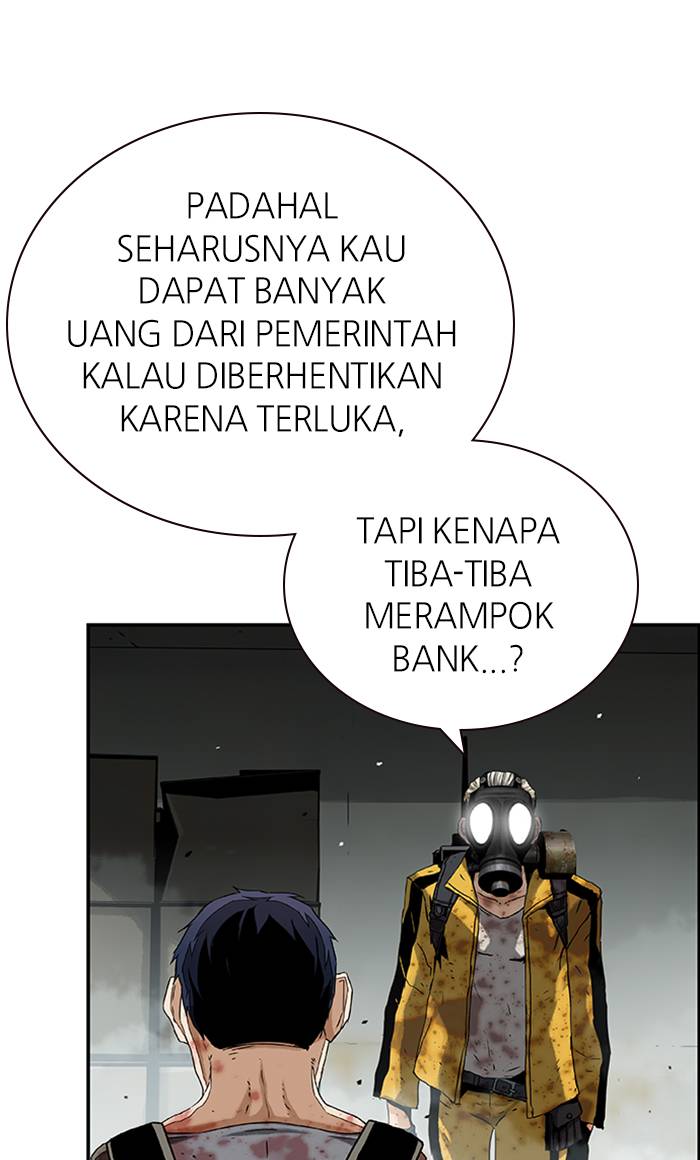 PADAHAL
SEHARUSNYA KAU
DAPAT BANYAK
UANG DARI PEMERINTAH
KALAU DIBERHENTIKAN
KARENA TERLUKA,
TAPI KENAPA
TIBA-TIBA
MERAMPOK
BANK...?